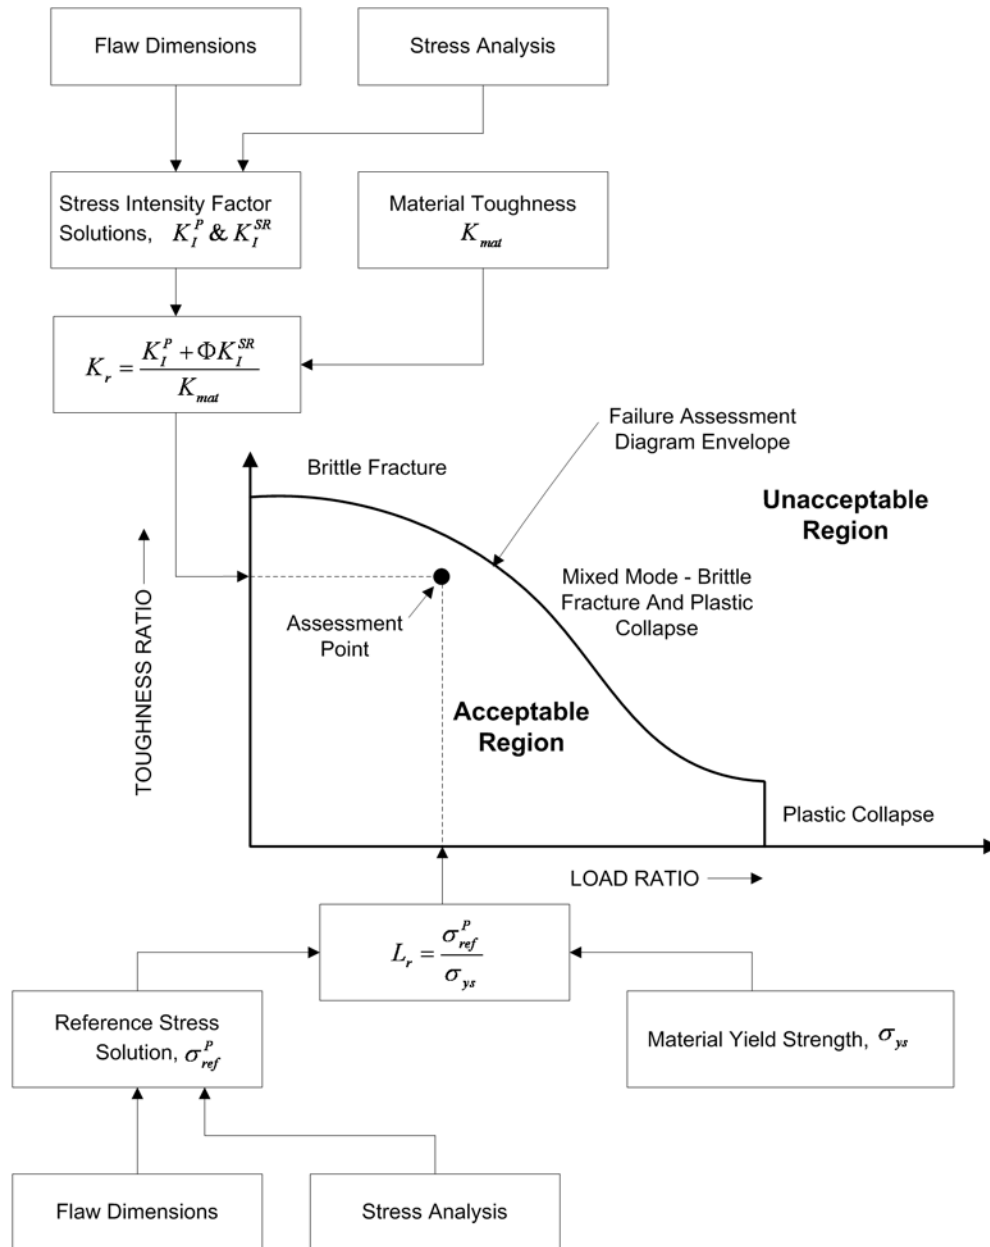 Flaw Dimensions
Stress Analysis
Stress Intensity Factor
Solutions, K_I^P & K_I^SR
Material Toughness
K_mat
K_r = (K_I^P + ΦK_I^SR) / K_mat
Failure Assessment
Diagram Envelope
Brittle Fracture
Unacceptable
Region
Mixed Mode - Brittle
Fracture And Plastic
Collapse
Assessment
Point
TOUGHNESS RATIO
Acceptable
Region
Plastic Collapse
LOAD RATIO
L_r = σ_ref^P / σ_ys
Reference Stress
Solution, σ_ref^P
Material Yield Strength, σ_ys
Flaw Dimensions
Stress Analysis